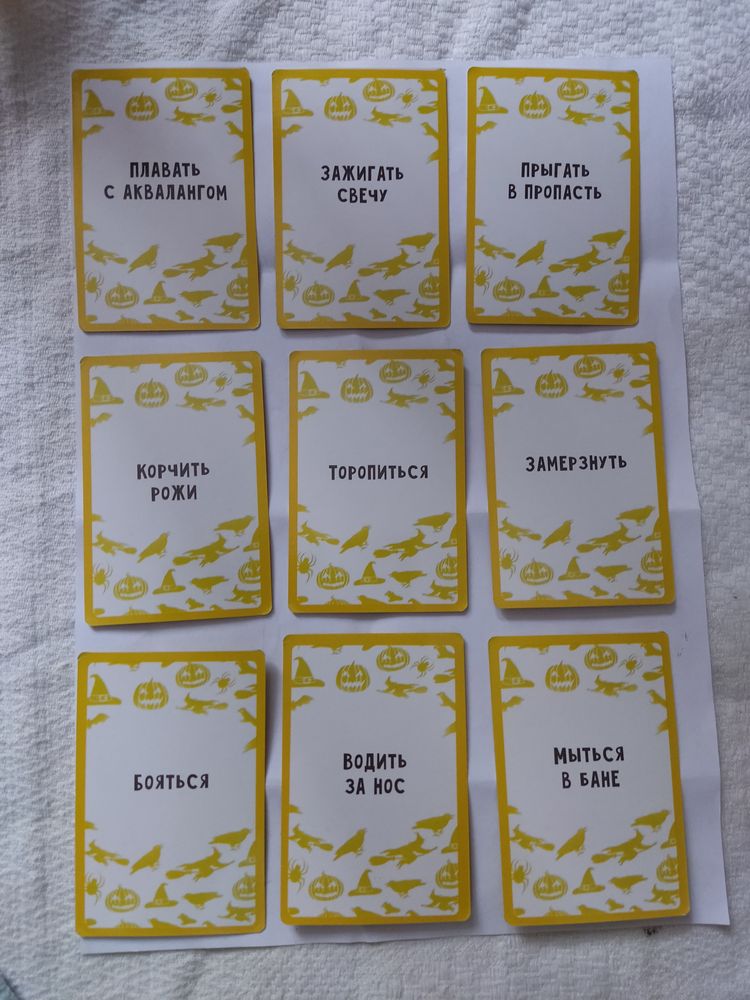 ПЛАВАТЬ
С АКВАЛАНГОМ
ЗАЖИГАТЬ
СВЕЧУ
ПРЫГАТЬ
В ПРОПАСТЬ
КОРЧИТЬ
РОЖИ
ТОРОПИТЬСЯ
ЗАМЕРЗНУТЬ
БОЯТЬСЯ
ВОДИТЬ
ЗА НОС
МЫТЬСЯ
В БАНЕ